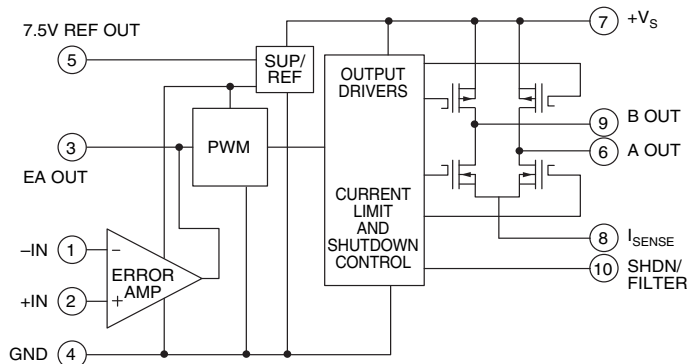 7.5V REF OUT
5
3
EA OUT
–IN 1
+IN 2
GND 4
SUP/
REF
PWM
–
+
ERROR
AMP
OUTPUT
DRIVERS
CURRENT
LIMIT
AND
SHUTDOWN
CONTROL
7 +VS
9 B OUT
6 A OUT
8 ISENSE
10 SHDN/
FILTER